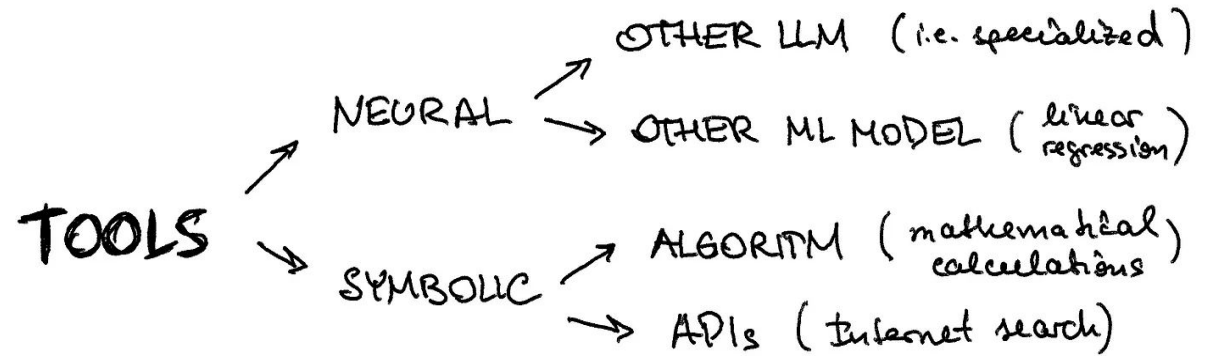 OTHER LLM (i.e. specialized)
NEURAL
OTHER ML MODEL (linear
regression)
TOOLS
ALGORITM (mathematical
calculations)
SYMBOLIC
APIs (Internet search)